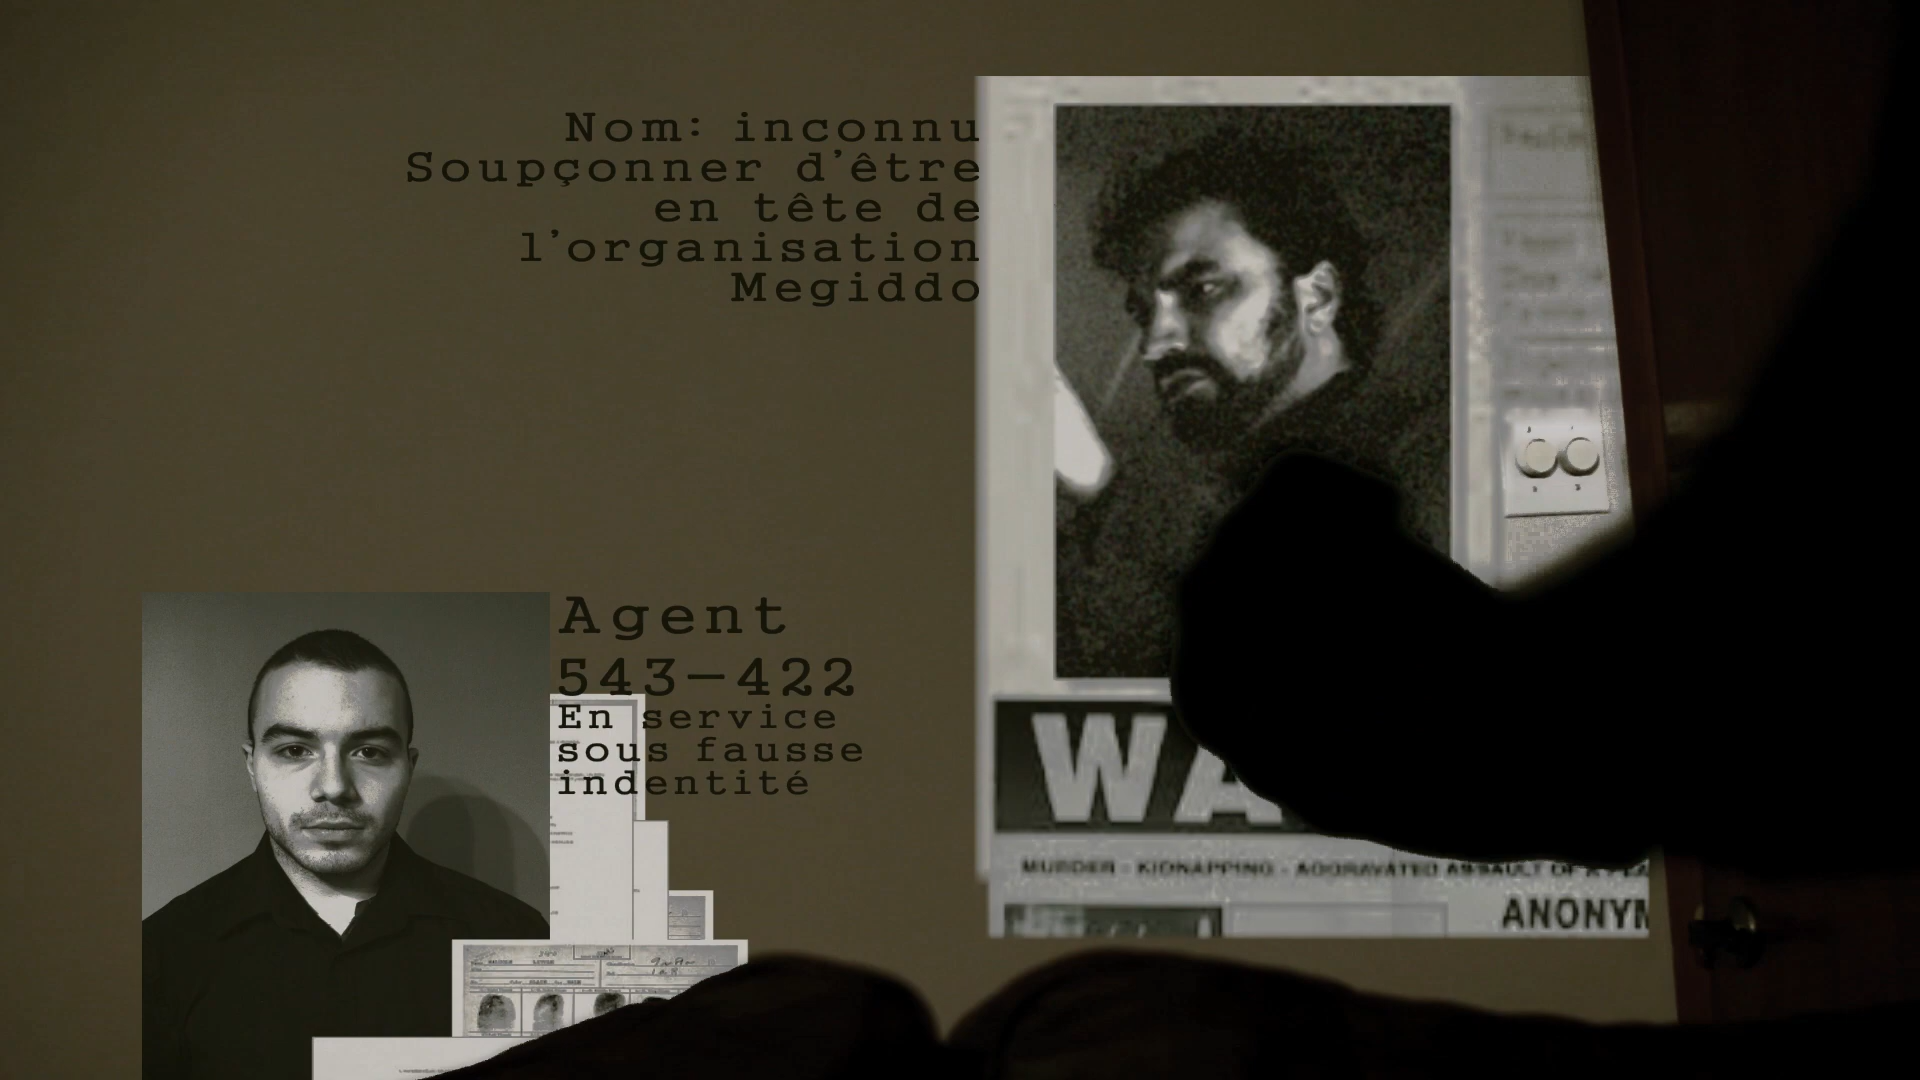 Nom: inconnu
Soupçonner d'être
en tête de
l'organisation
Megiddo
Agent
543-422
En service
sous fausse
indentité
WA
MURDER - KIDNAPPING - AGGRAVATED ASSAULT OF A
ANONYM